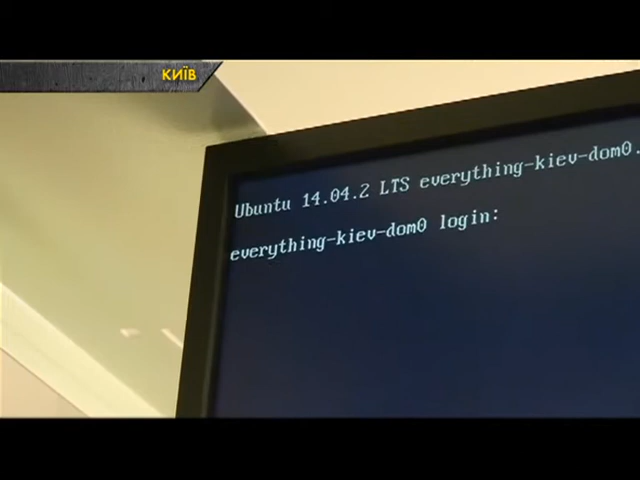 КИЇВ
Ubuntu 14.04.2 LTS everything-kiev-dom0.
everything-kiev-dom0 login: